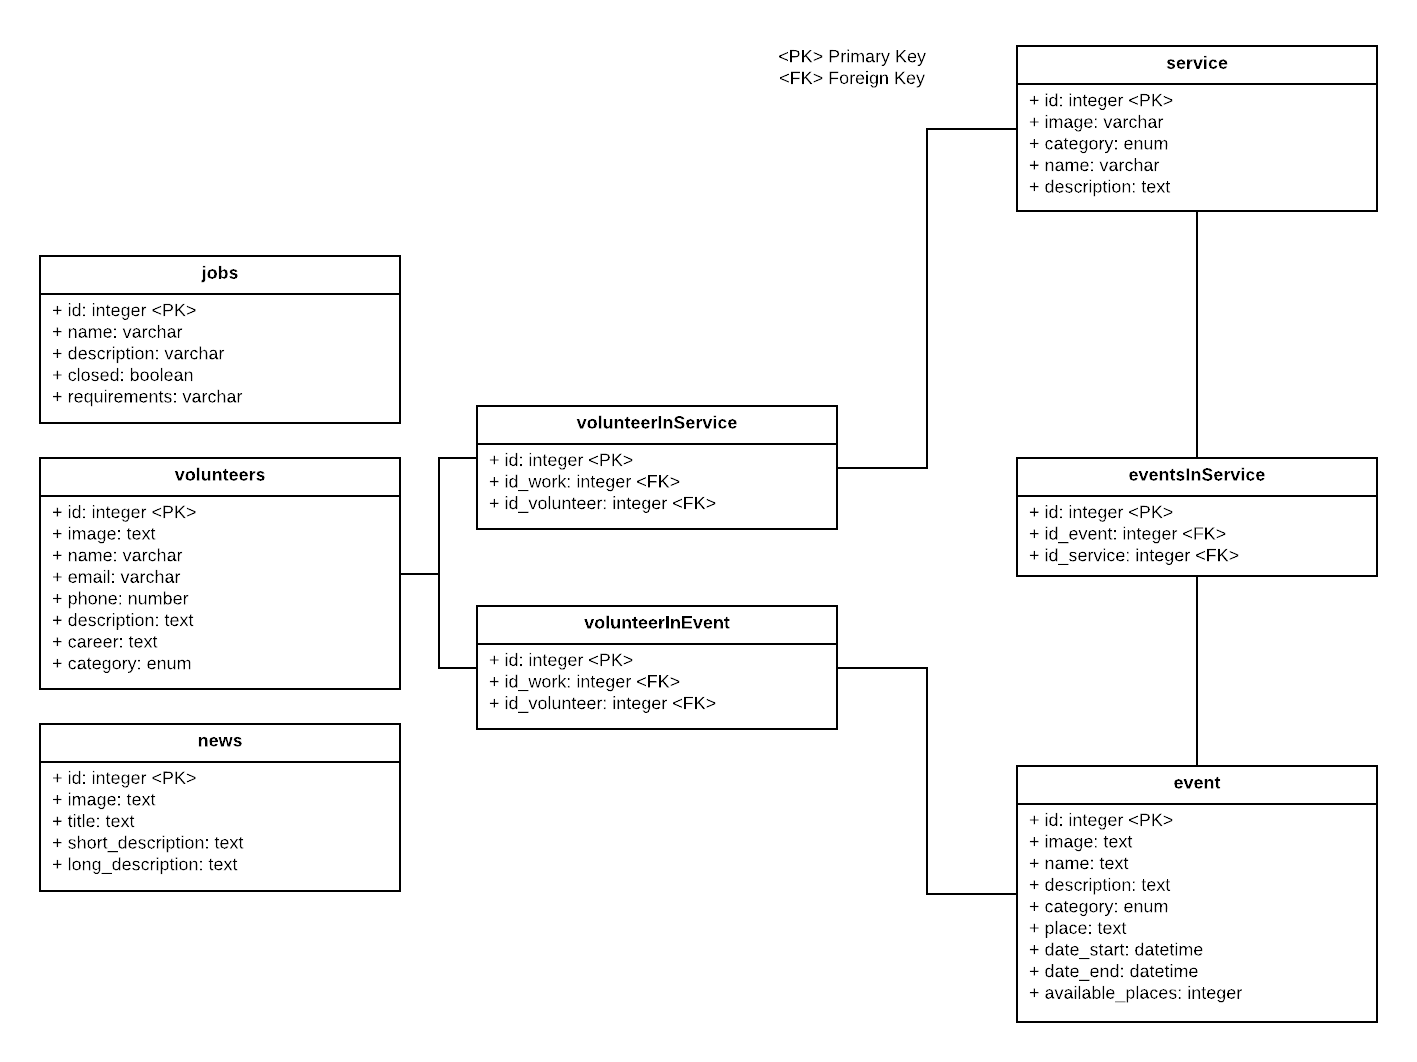 <PK> Primary Key
<FK> Foreign Key
service
+ id: integer <PK>
+ image: varchar
+ category: enum
+ name: varchar
+ description: text
jobs
+ id: integer <PK>
+ name: varchar
+ description: varchar
+ closed: boolean
+ requirements: varchar
volunteerInService
+ id: integer <PK>
+ id_work: integer <FK>
+ id_volunteer: integer <FK>
volunteers
+ id: integer <PK>
+ image: text
+ name: varchar
+ email: varchar
+ phone: number
+ description: text
+ career: text
+ category: enum
eventsInService
+ id: integer <PK>
+ id_event: integer <FK>
+ id_service: integer <FK>
volunteerInEvent
+ id: integer <PK>
+ id_work: integer <FK>
+ id_volunteer: integer <FK>
news
+ id: integer <PK>
+ image: text
+ title: text
+ short_description: text
+ long_description: text
event
+ id: integer <PK>
+ image: text
+ name: text
+ description: text
+ category: enum
+ place: text
+ date_start: datetime
+ date_end: datetime
+ available_places: integer